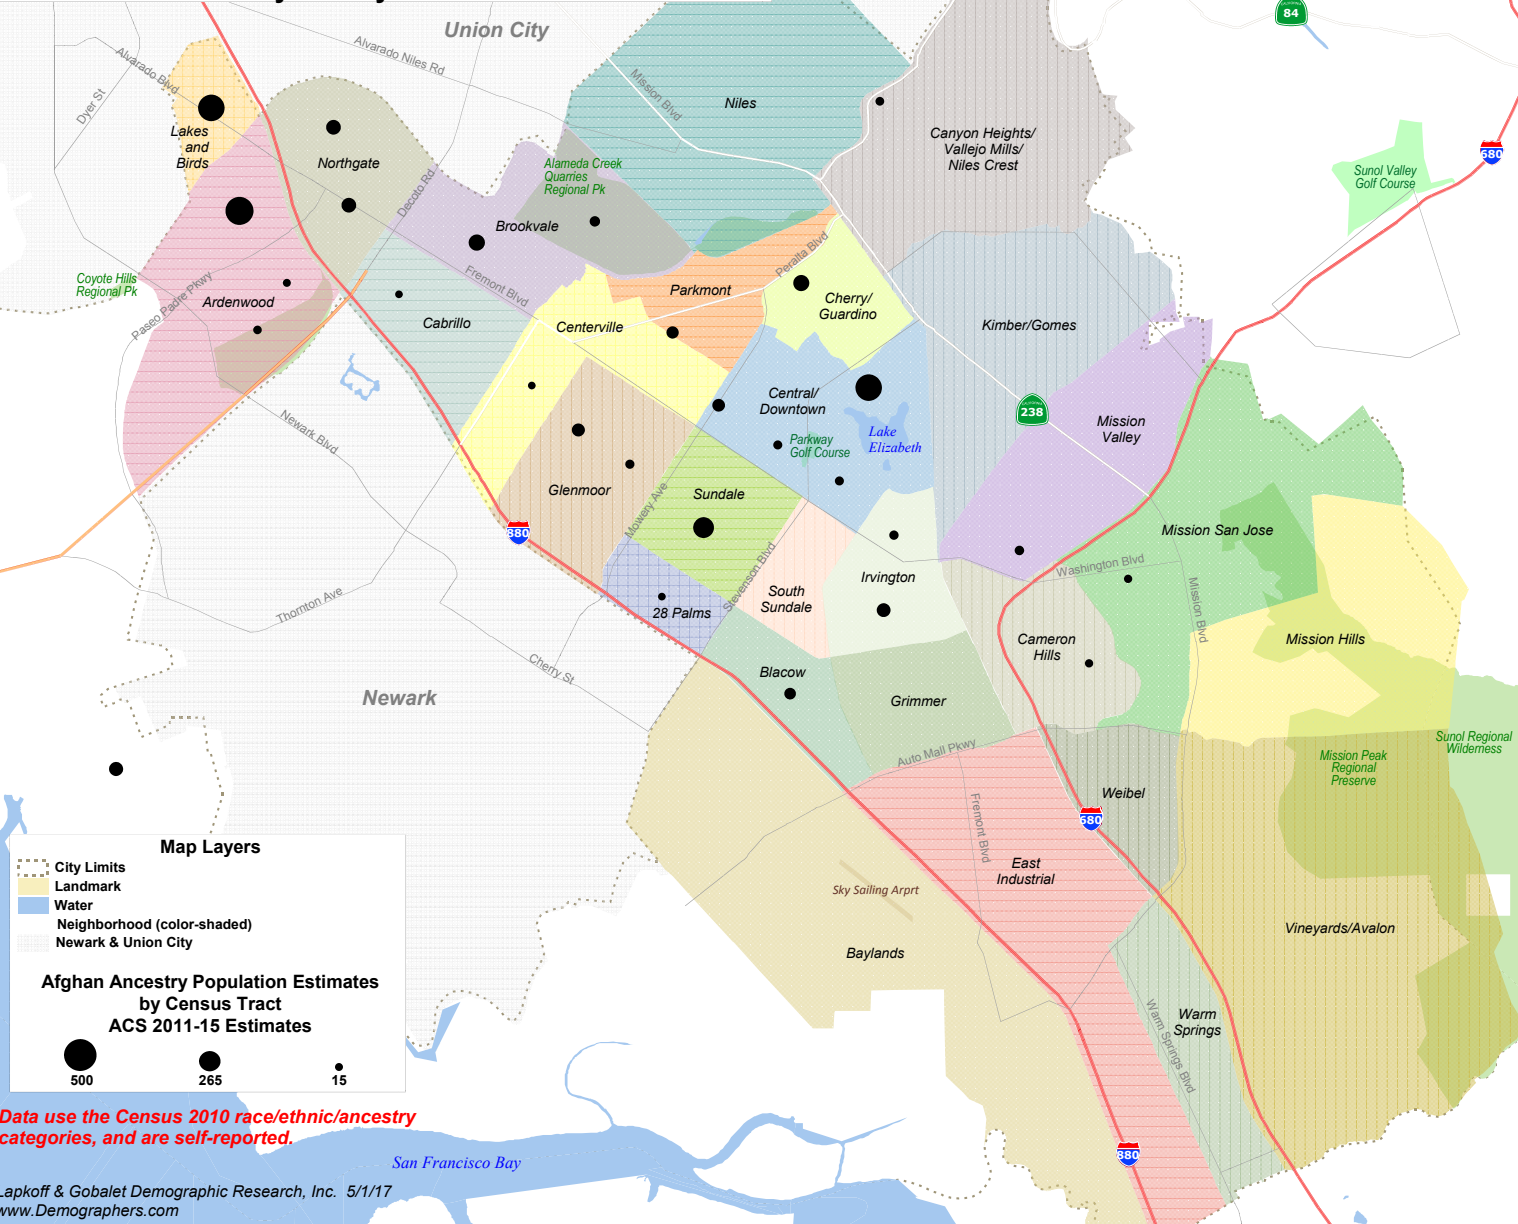 Union City
84
Alvarado Niles Rd
Alvarado Blvd
Mission Blvd
Dyer St
Niles
Lakes
and
Birds
Northgate
Canyon Heights/
Vallejo Mills/
Niles Crest
680
Alameda Creek
Quarries
Regional Pk
Sunol Valley
Golf Course
Decoto Rd
Brookvale
Peralta Blvd
Coyote Hills
Regional Pk
Paseo Padre Pkwy
Ardenwood
Fremont Blvd
Parkmont
Cherry/
Guardino
Cabrillo
Centerville
Kimber/Gomes
Central/
Downtown
238
Mission
Valley
Newark Blvd
Parkway
Golf Course
Lake
Elizabeth
Glenmoor
Mowery Ave
Sundale
880
Mission San Jose
Stevenson Blvd
Washington Blvd
Irvington
Thornton Ave
28 Palms
South
Sundale
Mission Blvd
Cameron
Hills
Mission Hills
Cherry St
Blacow
Newark
Grimmer
Auto Mall Pkwy
Sunol Regional
Wilderness
Mission Peak
Regional
Preserve
Weibel
680
Fremont Blvd
East
Industrial
Sky Sailing Arprt
Vineyards/Avalon
Baylands
Warm
Springs
Warm Springs Blvd
880
Map Layers
City Limits
Landmark
Water
Neighborhood (color-shaded)
Newark & Union City
Afghan Ancestry Population Estimates
by Census Tract
ACS 2011-15 Estimates
500 265 15
Data use the Census 2010 race/ethnic/ancestry
categories, and are self-reported.
San Francisco Bay
Lapkoff & Gobalet Demographic Research, Inc. 5/1/17
www.Demographers.com